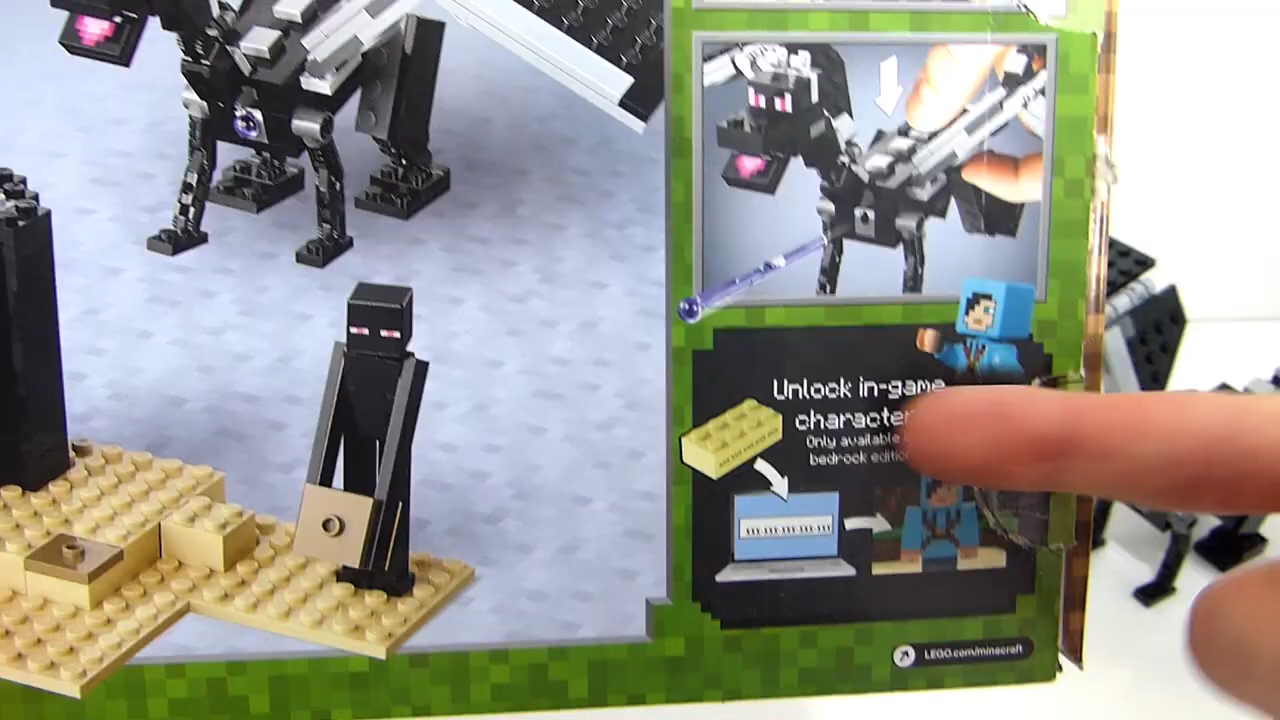 Unlock in-game
character
Only available
bedrock edition
LEGO.com/minecraft